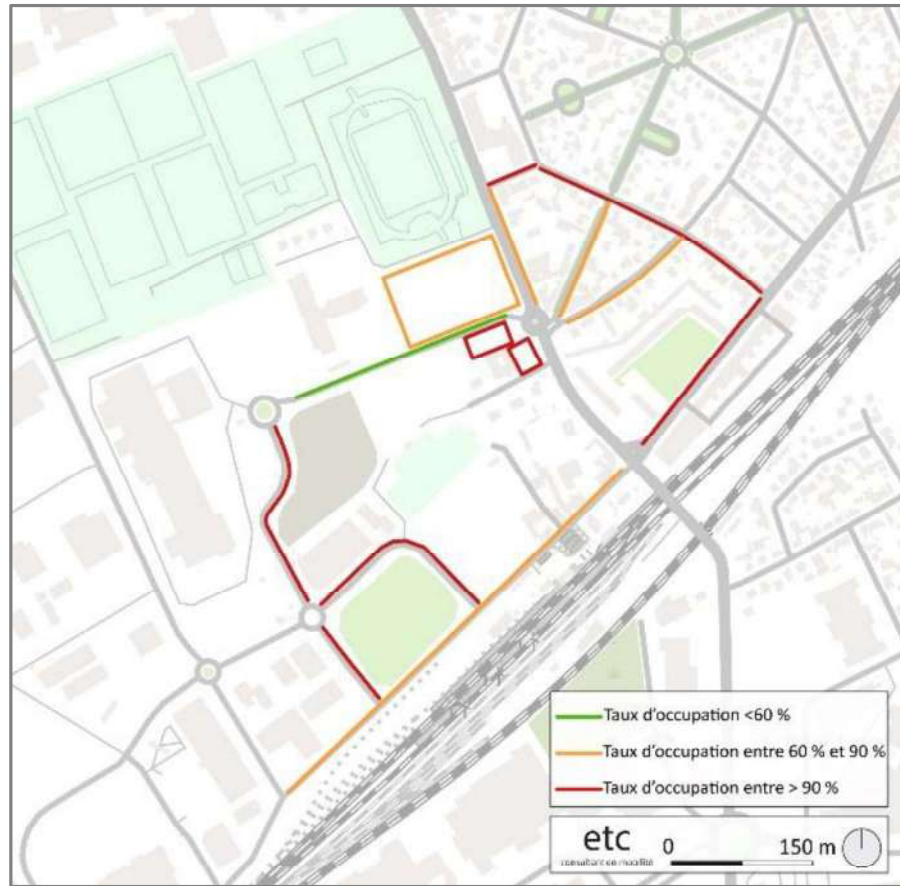 Taux d'occupation <60 %
Taux d'occupation entre 60 % et 90 %
Taux d'occupation entre > 90 %
etc
consultant en mobilité
0 150 m